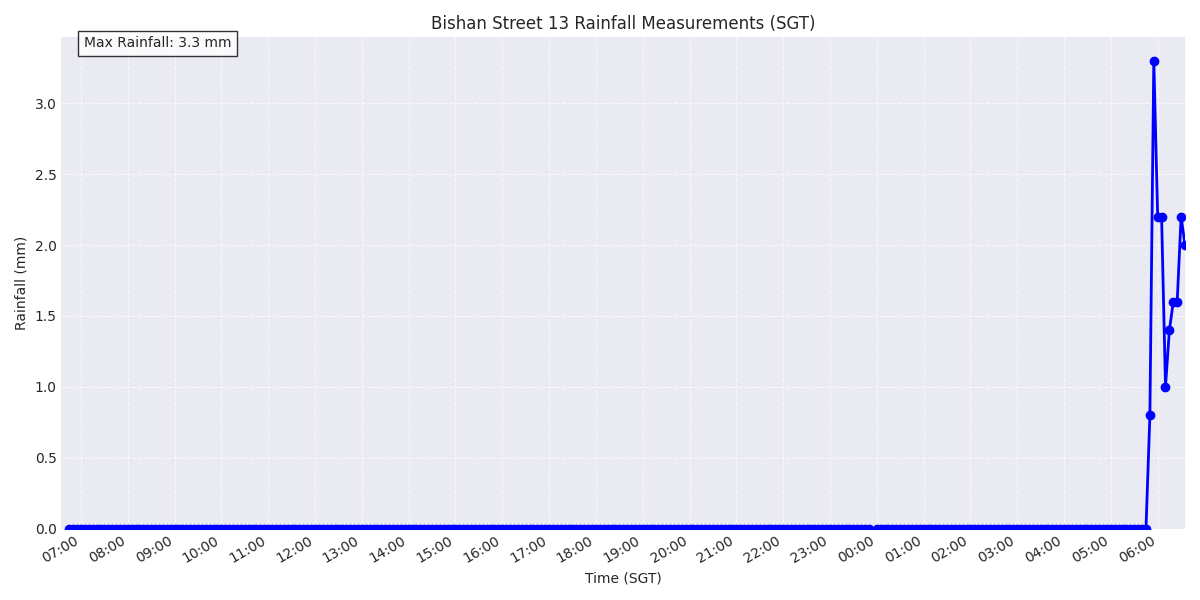 Bishan Street 13 Rainfall Measurements (SGT)
Max Rainfall: 3.3 mm
Rainfall (mm)
3.0
2.5
2.0
1.5
1.0
0.5
0.0
07:00 08:00 09:00 10:00 11:00 12:00 13:00 14:00 15:00 16:00 17:00 18:00 19:00 20:00 21:00 22:00 23:00 00:00 01:00 02:00 03:00 04:00 05:00 06:00
Time (SGT)